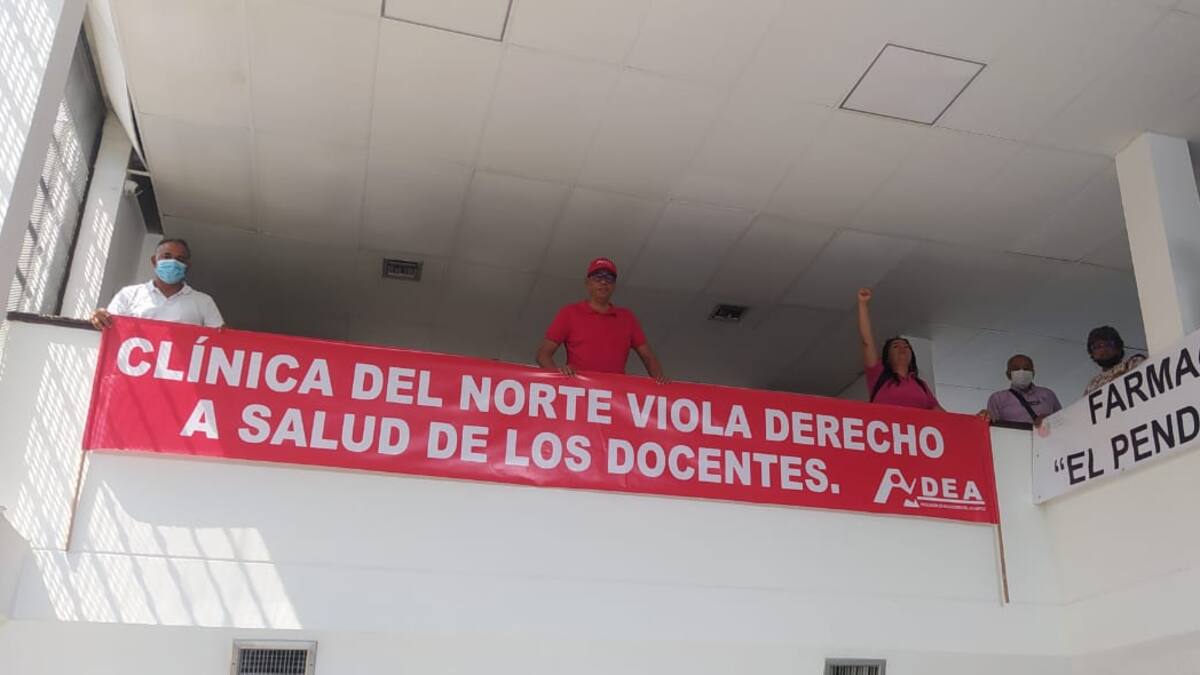 CLÍNICA DEL NORTE VIOLA DERECHO
A SALUD DE LOS DOCENTES.
ADEA
FARMAC
"EL PEND